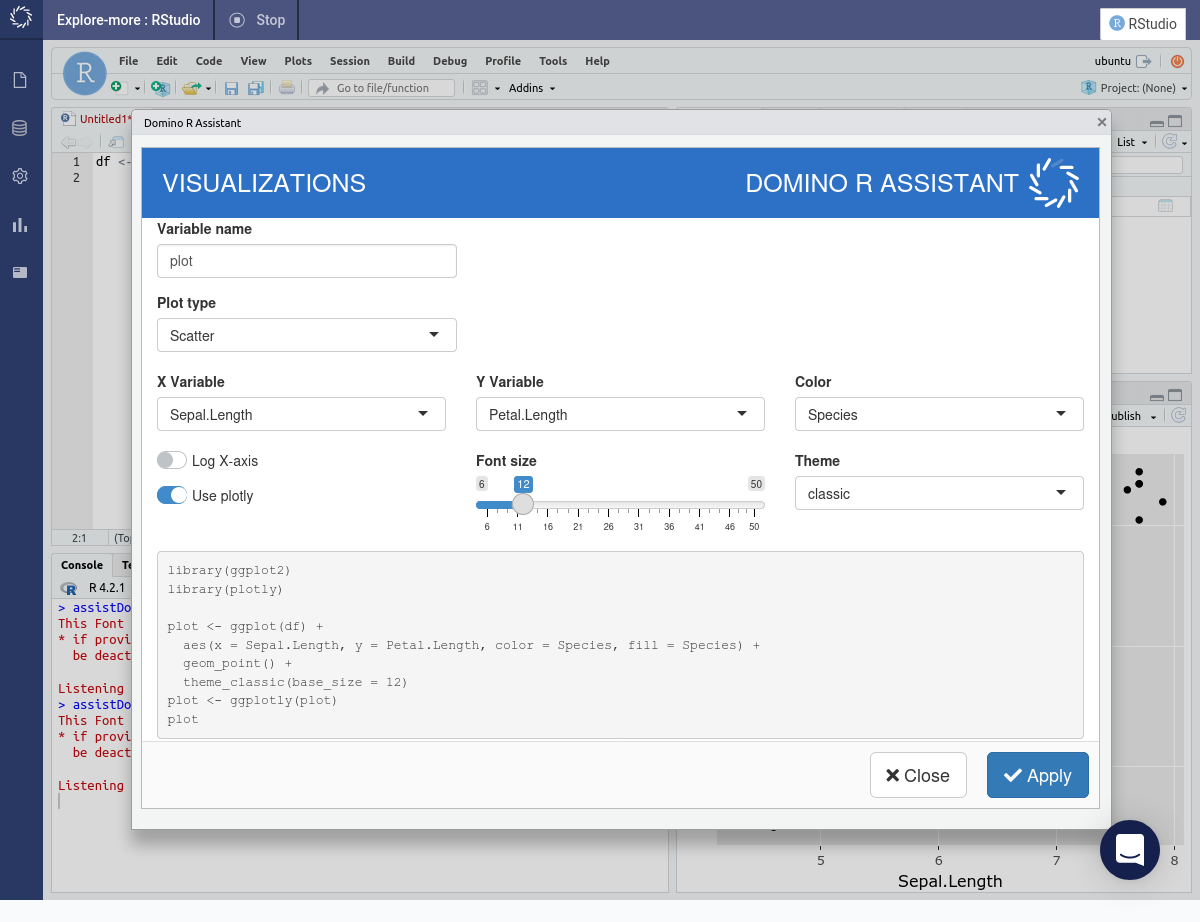 Explore-more : RStudio
Stop
R RStudio
R
File Edit Code View Plots Session Build Debug Profile Tools Help
ubuntu
Go to file/function
Addins
Project: (None)
Untitled1*
Domino R Assistant
List
1 df <-
2
VISUALIZATIONS
DOMINO R ASSISTANT
Variable name
plot
Plot type
Scatter
X Variable
Y Variable
Color
Sepal.Length
Petal.Length
Species
ublish
Log X-axis
Font size
Theme
6 12 50
Use plotly
classic
6 11 16 21 26 31 36 41 46 50
2:1 (To
Console Te
R 4.2.1
library(ggplot2)
library(plotly)
plot <- ggplot(df) +
aes(x = Sepal.Length, y = Petal.Length, color = Species, fill = Species) +
geom_point() +
theme_classic(base_size = 12)
plot <- ggplotly(plot)
plot
> assistDo
This Font
* if provi
be deact
Listening
> assistDo
This Font
* if provi
be deact
Listening
Close
Apply
5 6 7 8
Sepal.Length